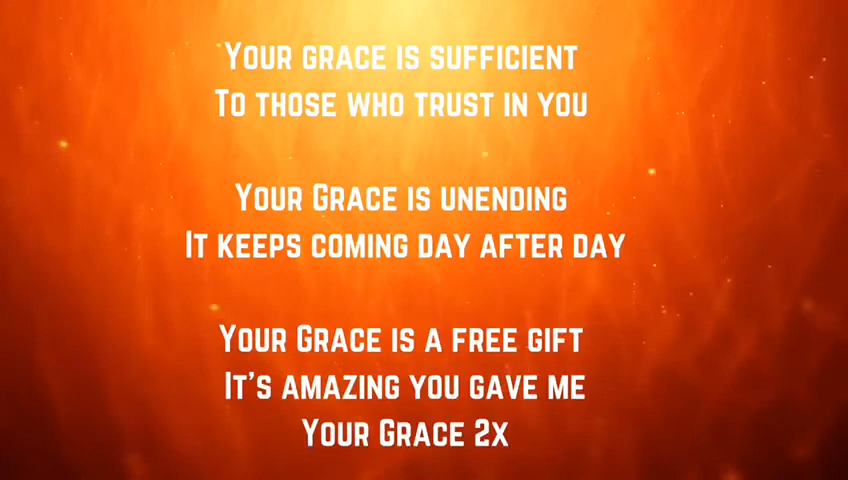 Your grace is sufficient
To those who trust in you
Your Grace is unending
It keeps coming day after day
Your Grace is a free gift
It's amazing you gave me
Your Grace 2x